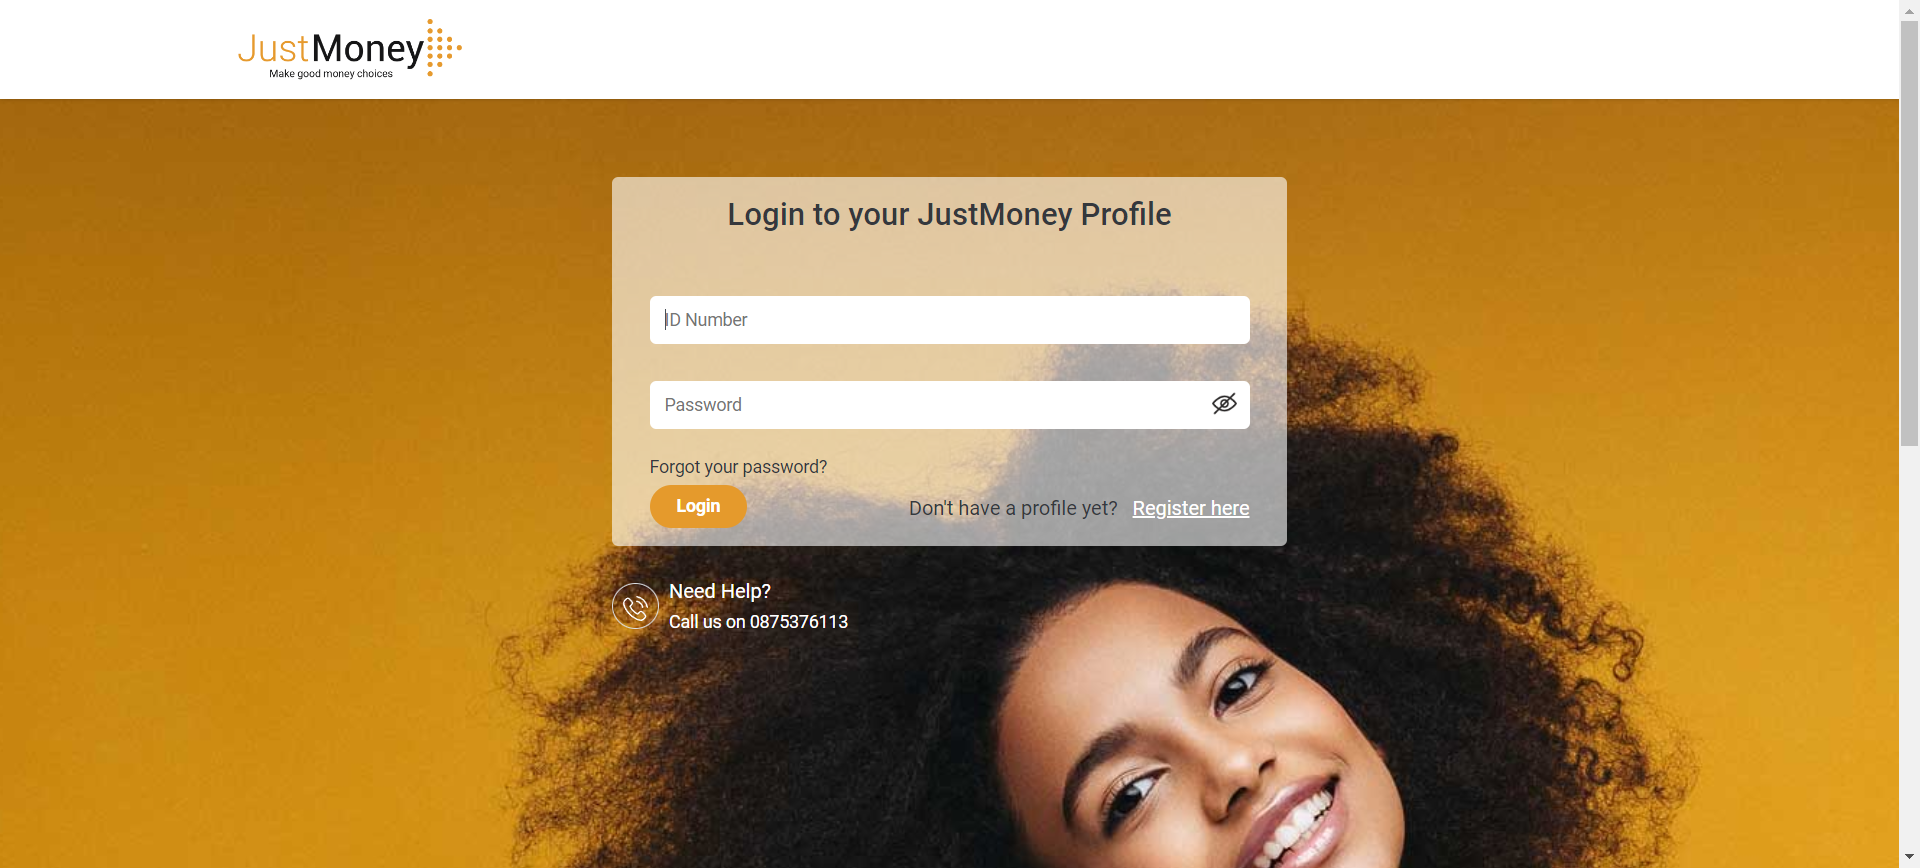 JustMoney
Make good money choices
Login to your JustMoney Profile
ID Number
Password
Forgot your password?
Login
Don't have a profile yet? Register here
Need Help?
Call us on 0875376113